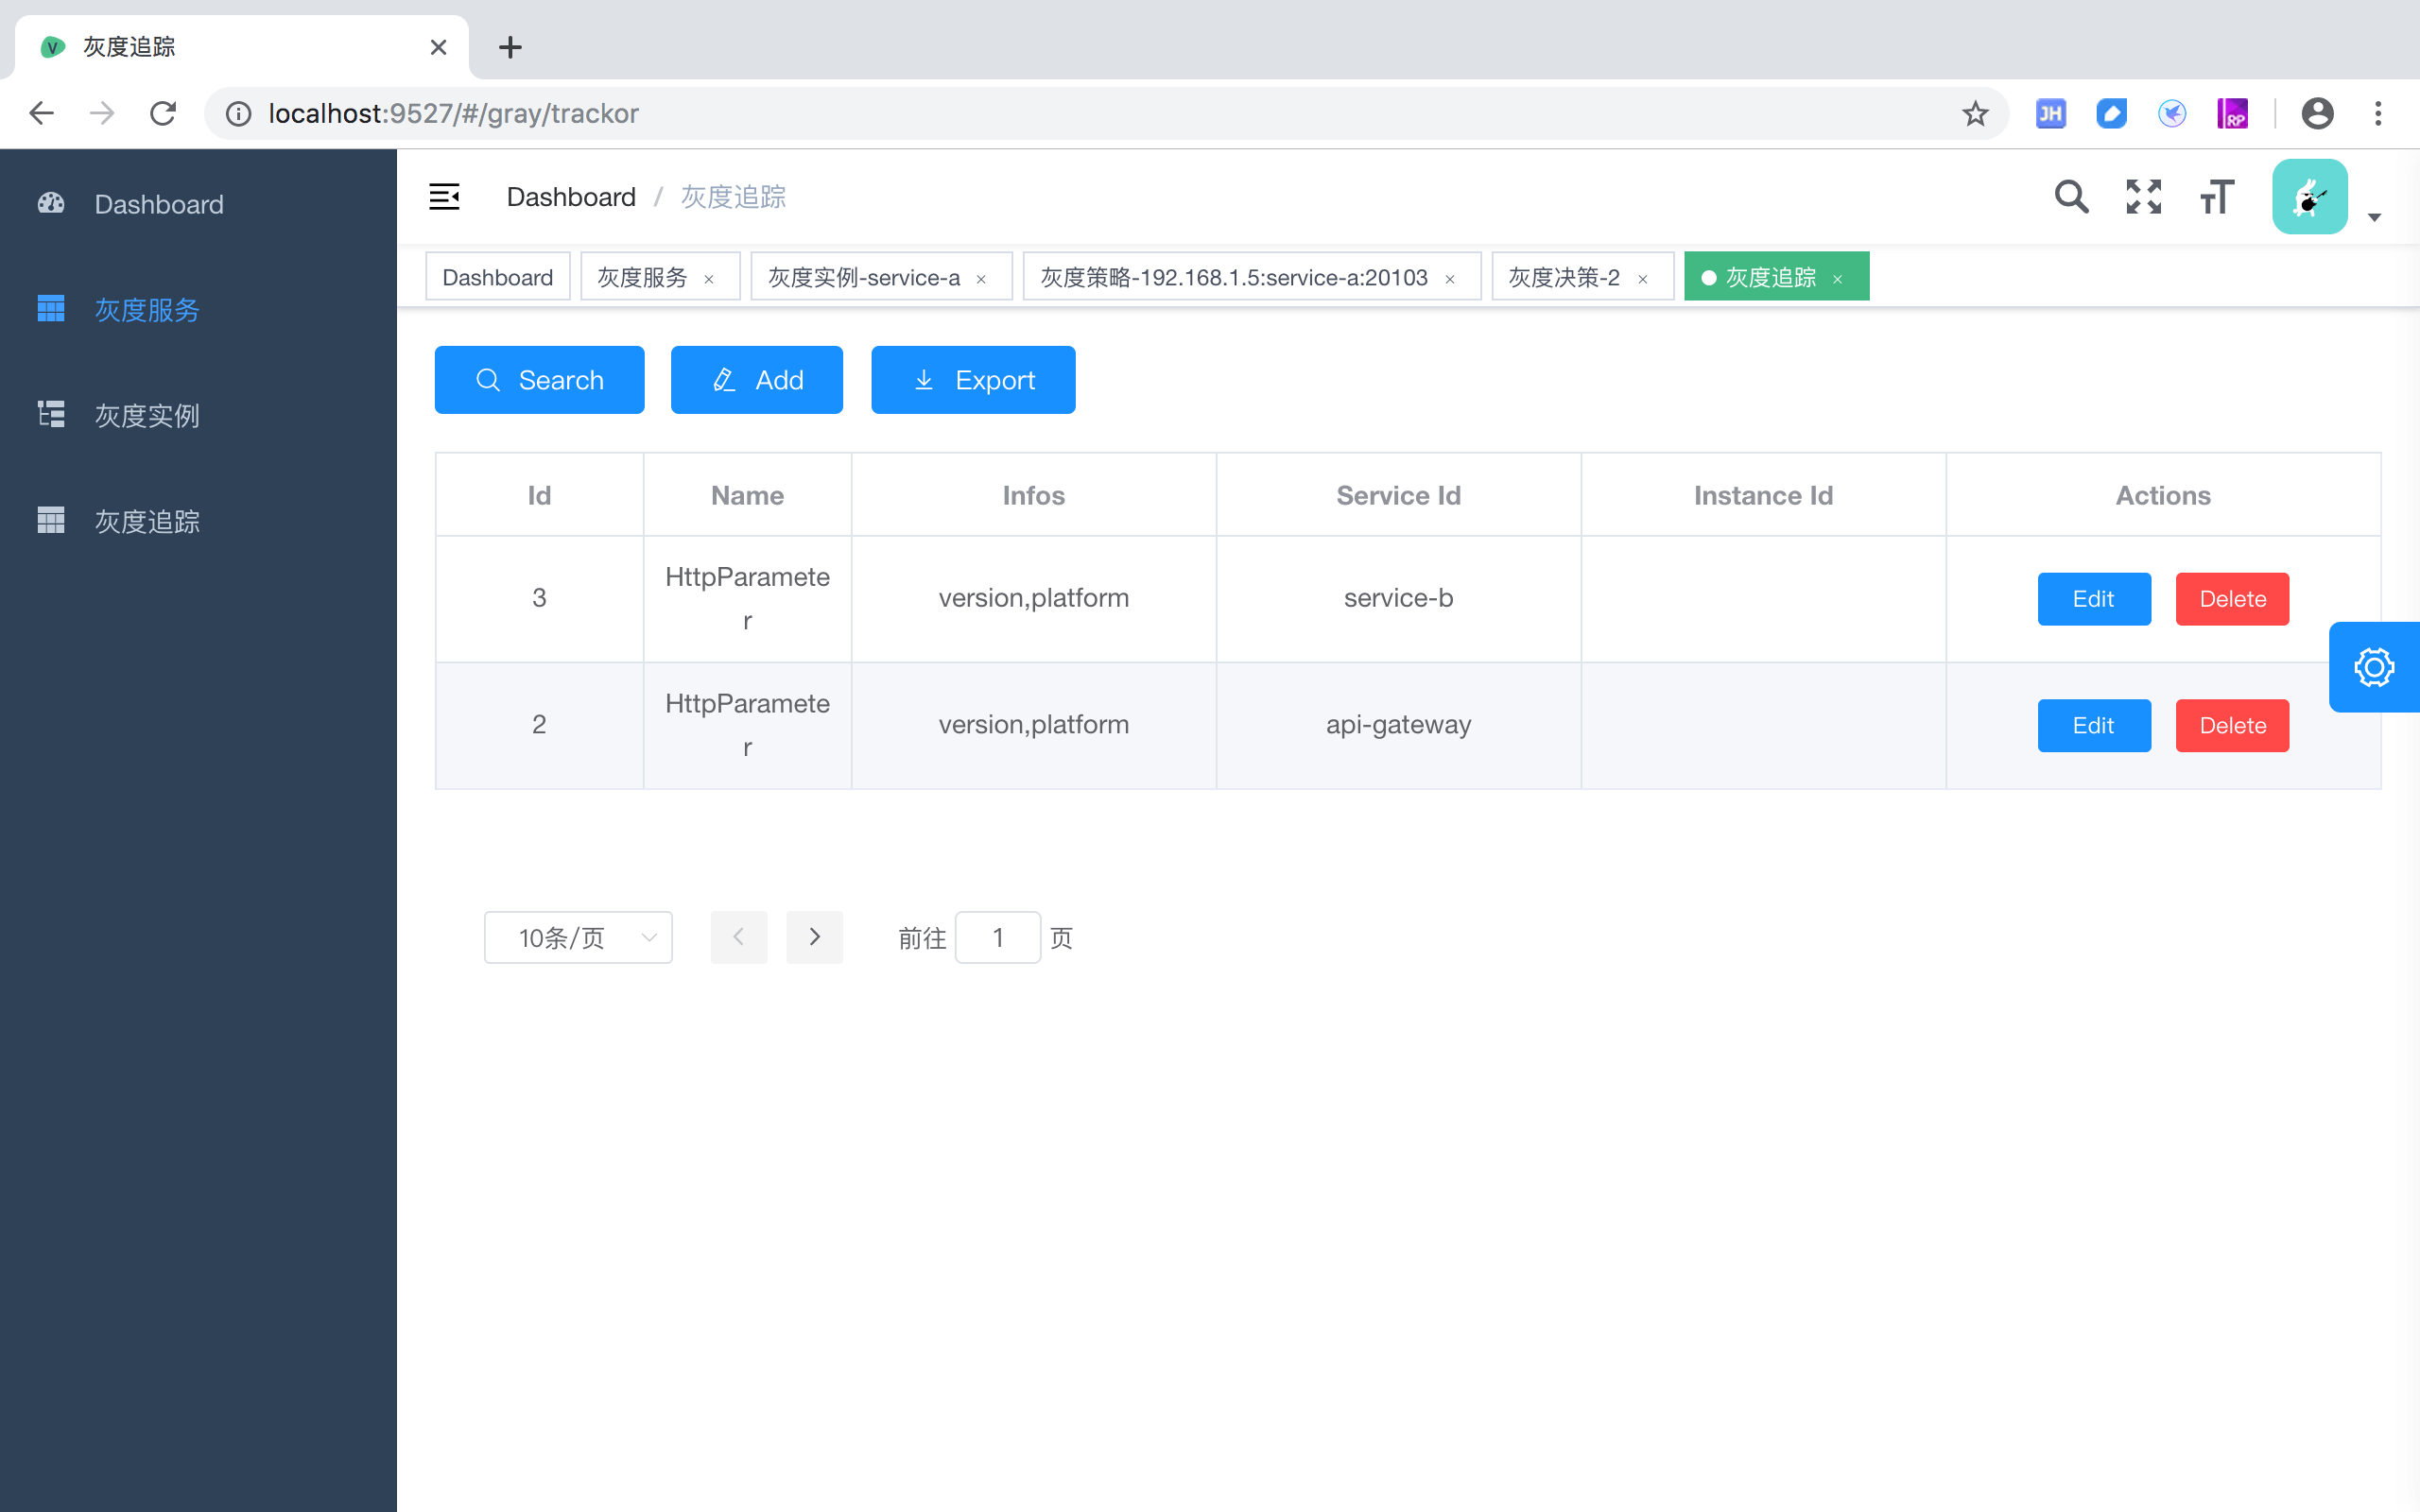 灰度追踪
localhost:9527/#/gray/trackor
JH
RP
Dashboard
灰度服务
灰度实例
灰度追踪
Dashboard / 灰度追踪
Dashboard 灰度服务 × 灰度实例-service-a × 灰度策略-192.168.1.5:service-a:20103 × 灰度决策-2 × 灰度追踪 ×
Search Add Export
Id Name Infos Service Id Instance Id Actions
3 HttpParamete version,platform service-b Edit Delete
r
2 HttpParamete version,platform api-gateway Edit Delete
r
10条/页 前往 1 页